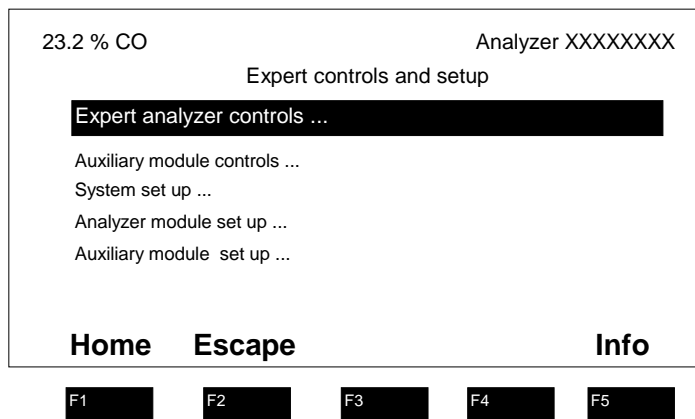 23.2 % CO Analyzer XXXXXXXX
Expert controls and setup
Expert analyzer controls ...
Auxiliary module controls ...
System set up ...
Analyzer module set up ...
Auxiliary module set up ...
Home Escape Info
F1 F2 F3 F4 F5